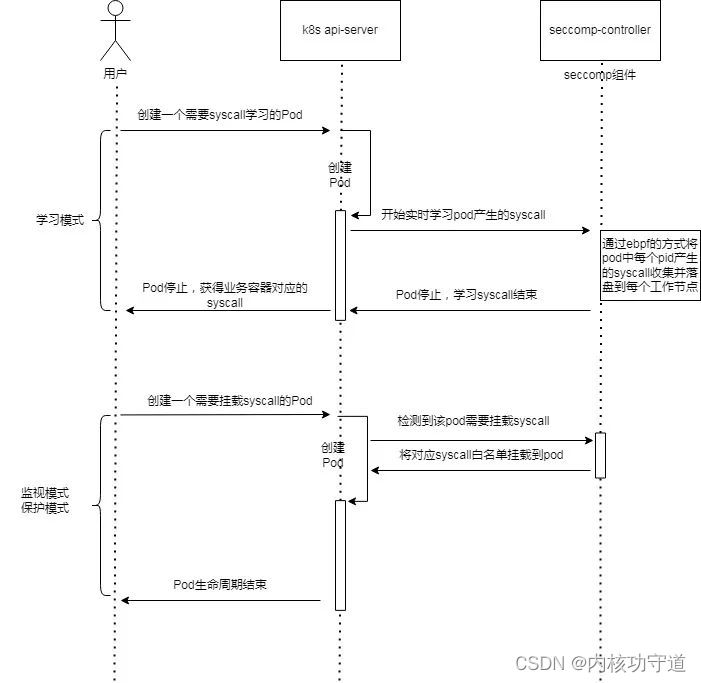 k8s api-server
seccomp-controller
用户
seccomp组件
创建一个需要syscall学习的Pod
创建
Pod
学习模式
开始实时学习pod产生的syscall
通过ebpf的方式将
pod中每个pid产生
的syscall收集并落
盘到每个工作节点
Pod停止，获得业务容器对应的
syscall
Pod停止，学习syscall结束
创建一个需要挂载syscall的Pod
检测到该pod需要挂载syscall
创建
Pod
将对应syscall白名单挂载到pod
监视模式
保护模式
Pod生命周期结束
CSDN @内核功守道